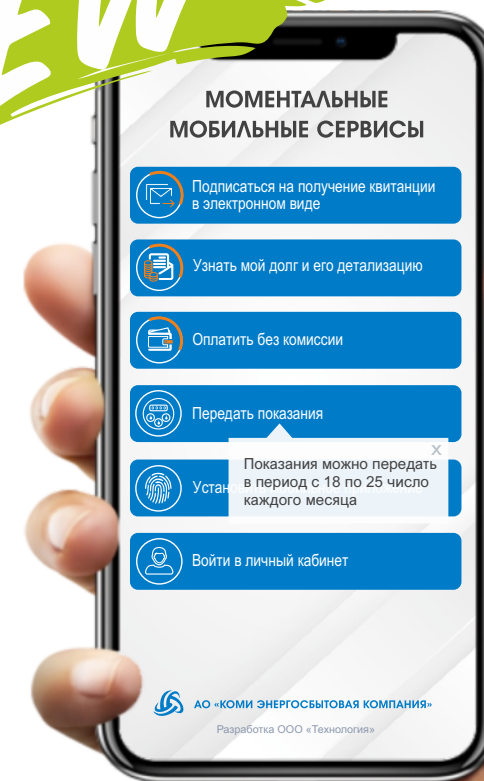 EW
МОМЕНТАЛЬНЫЕ
МОБИЛЬНЫЕ СЕРВИСЫ
Подписаться на получение квитанции
в электронном виде
Узнать мой долг и его детализацию
Оплатить без комиссии
Передать показания
x
Показания можно передать
в период с 18 по 25 число
каждого месяца
Войти в личный кабинет
АО «КОМИ ЭНЕРГОСБЫТОВАЯ КОМПАНИЯ»
Разработка ООО «Технология»